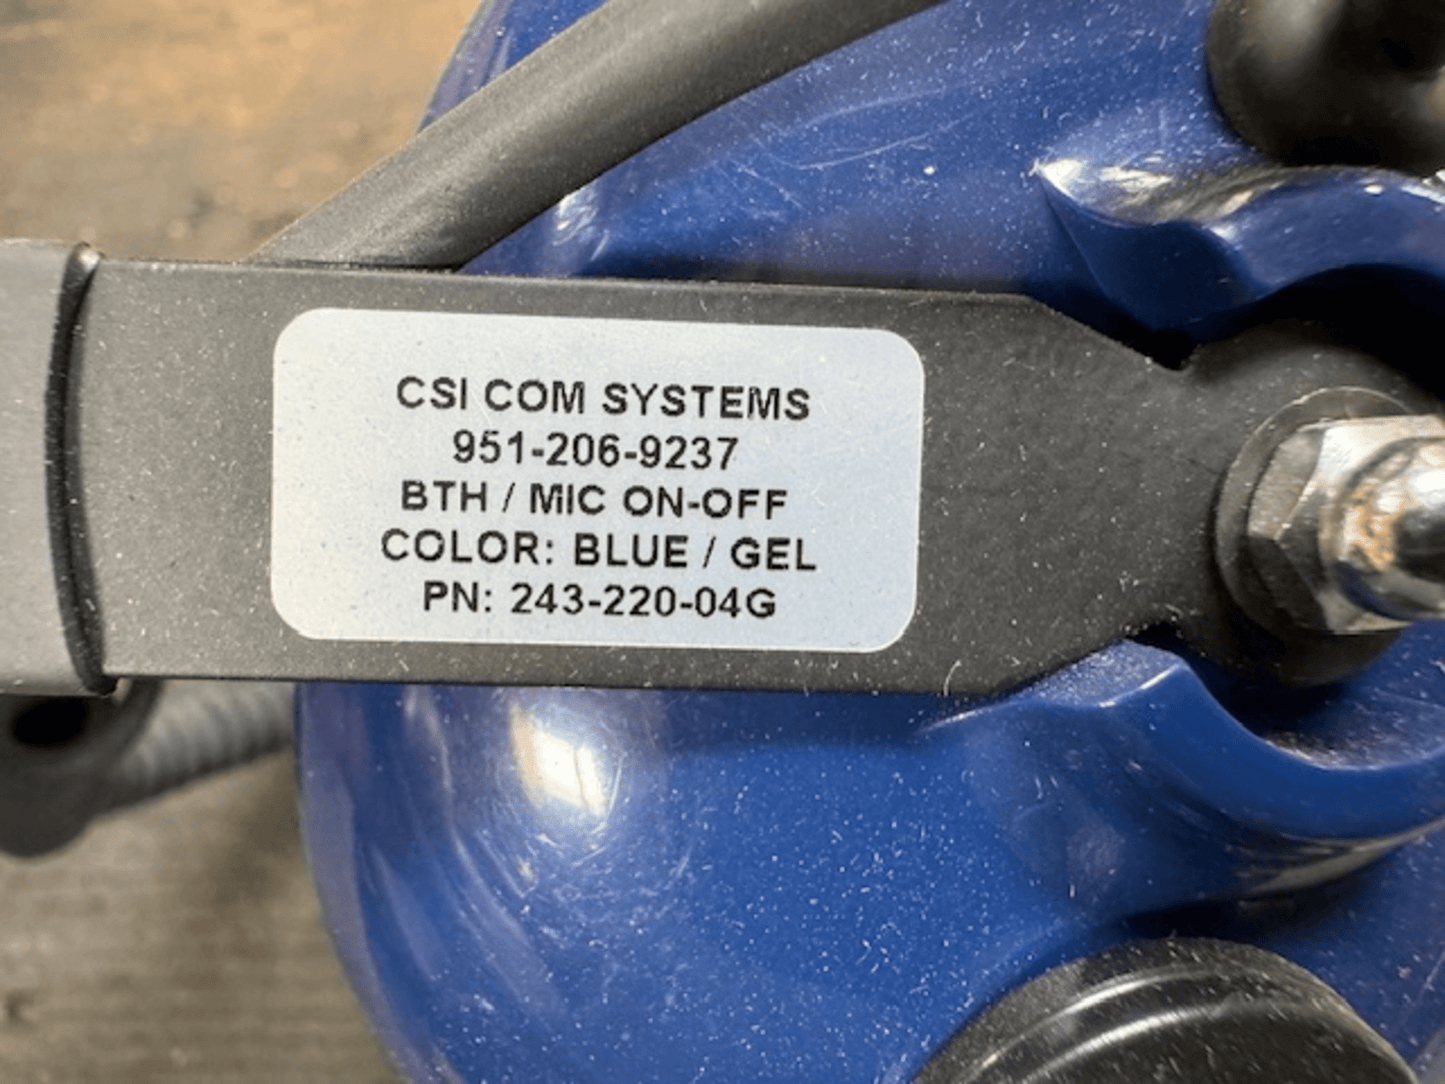 CSI COM SYSTEMS
951-206-9237
BTH / MIC ON-OFF
COLOR: BLUE / GEL
PN: 243-220-04G